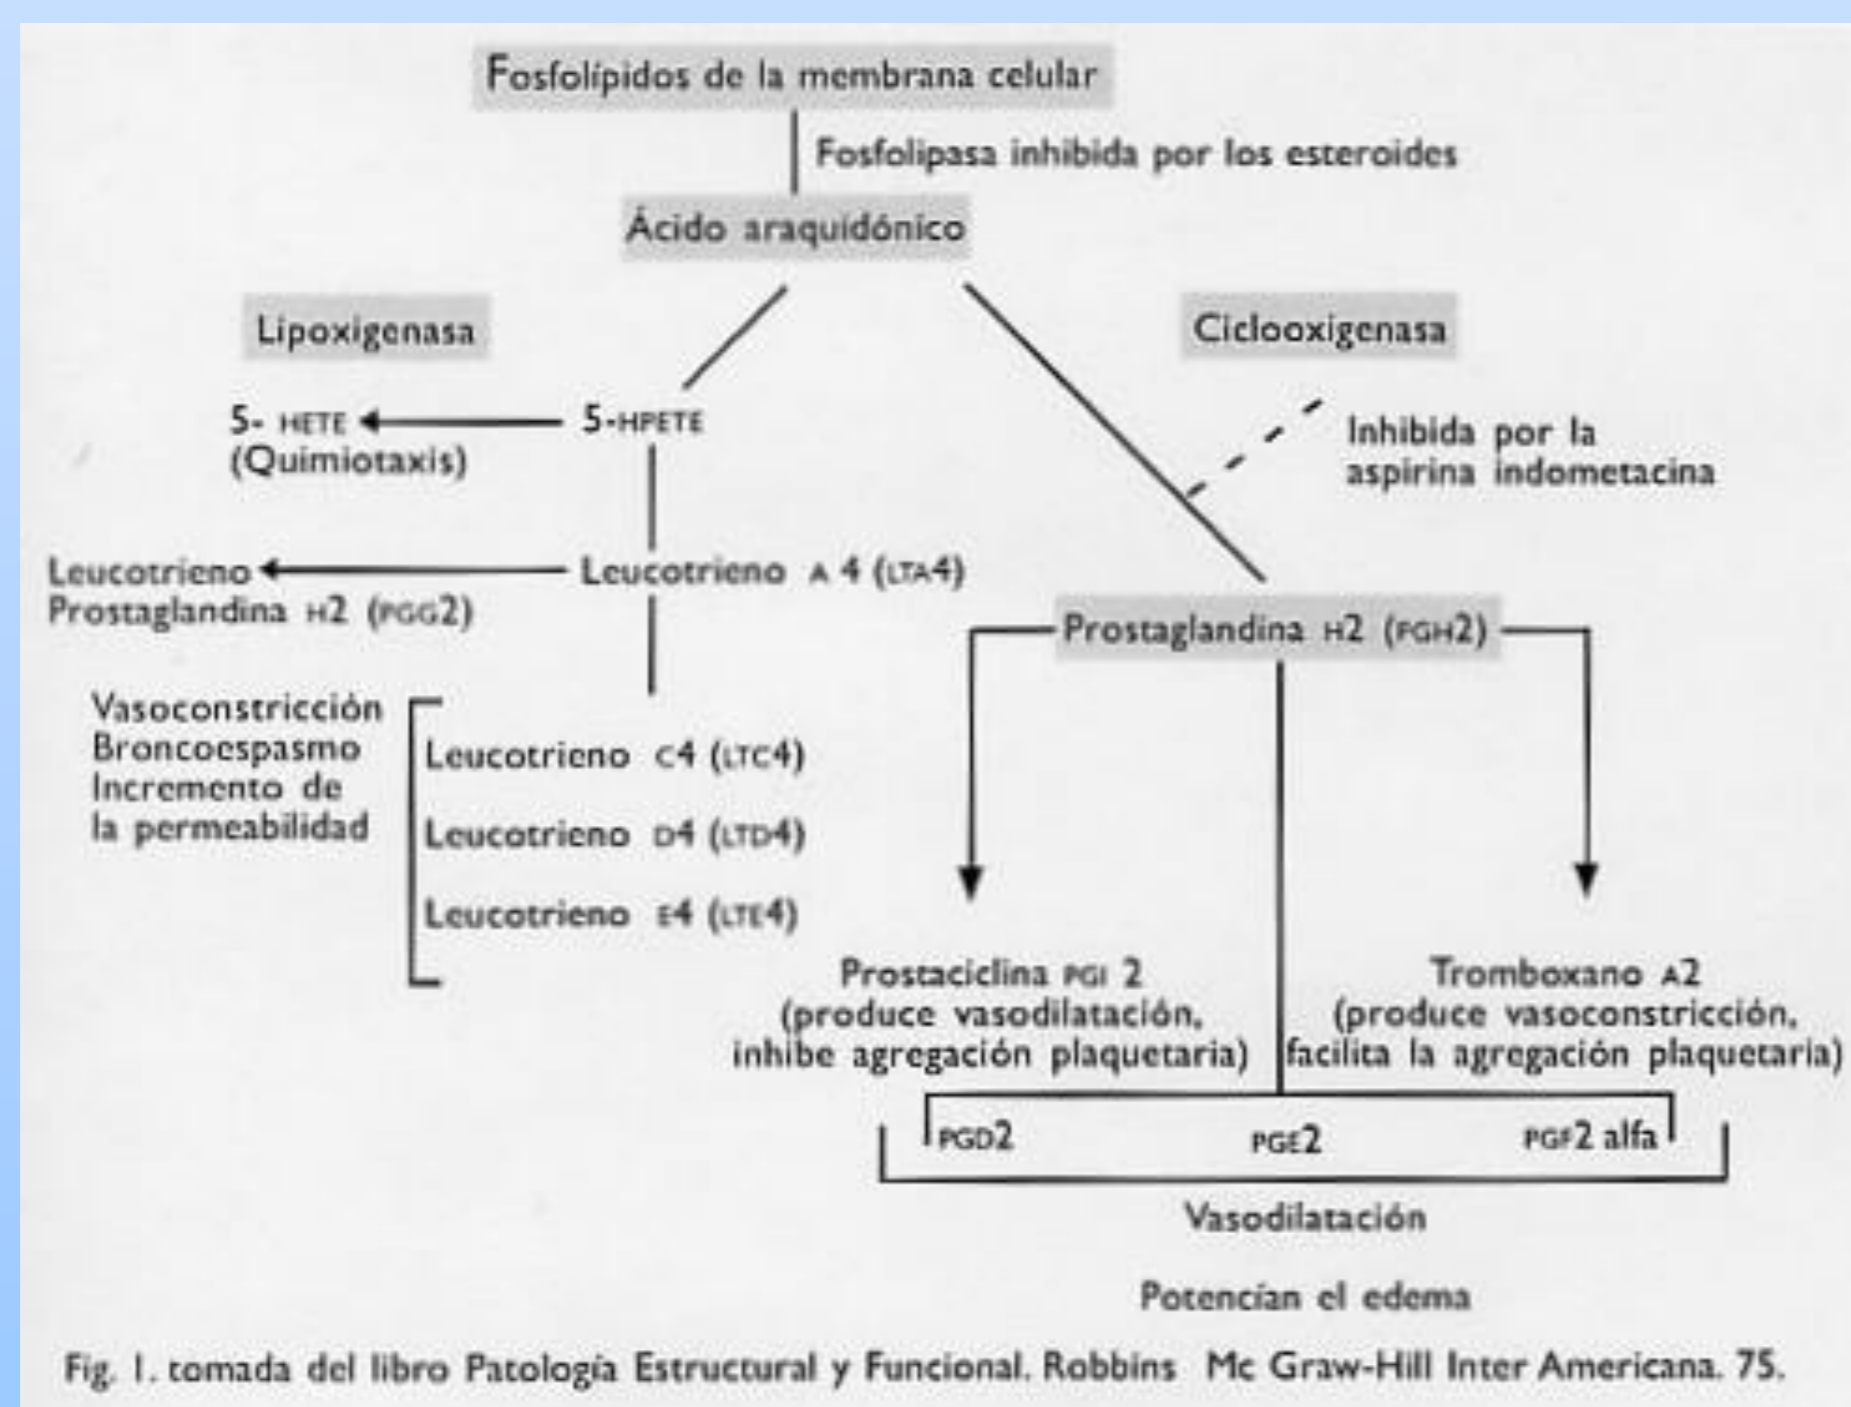 Fosfolípidos de la membrana celular
Fosfolipasa inhibida por los esteroides
Ácido araquidónico
Lipoxigenasa
Ciclooxigenasa
5- HETE
(Quimiotaxis)
5-HPETE
Inhibida por la
aspirina indometacina
Leucotrieno
Prostaglandina H2 (PGG2)
Leucotrieno A 4 (LTA4)
Prostaglandina H2 (PGH2)
Vasoconstricción
Broncoespasmo
Incremento de
la permeabilidad
Leucotrieno C4 (LTC4)
Leucotrieno D4 (LTD4)
Leucotrieno E4 (LTE4)
Prostaciclina PGI 2
(produce vasodilatación,
inhibe agregación plaquetaria)
Tromboxano A2
(produce vasoconstricción,
facilita la agregación plaquetaria)
PGD2
PGE2
PGF2 alfa
Vasodilatación
Potencían el edema
Fig. 1. tomada del libro Patología Estructural y Funcional. Robbins Mc Graw-Hill Inter Americana. 75.